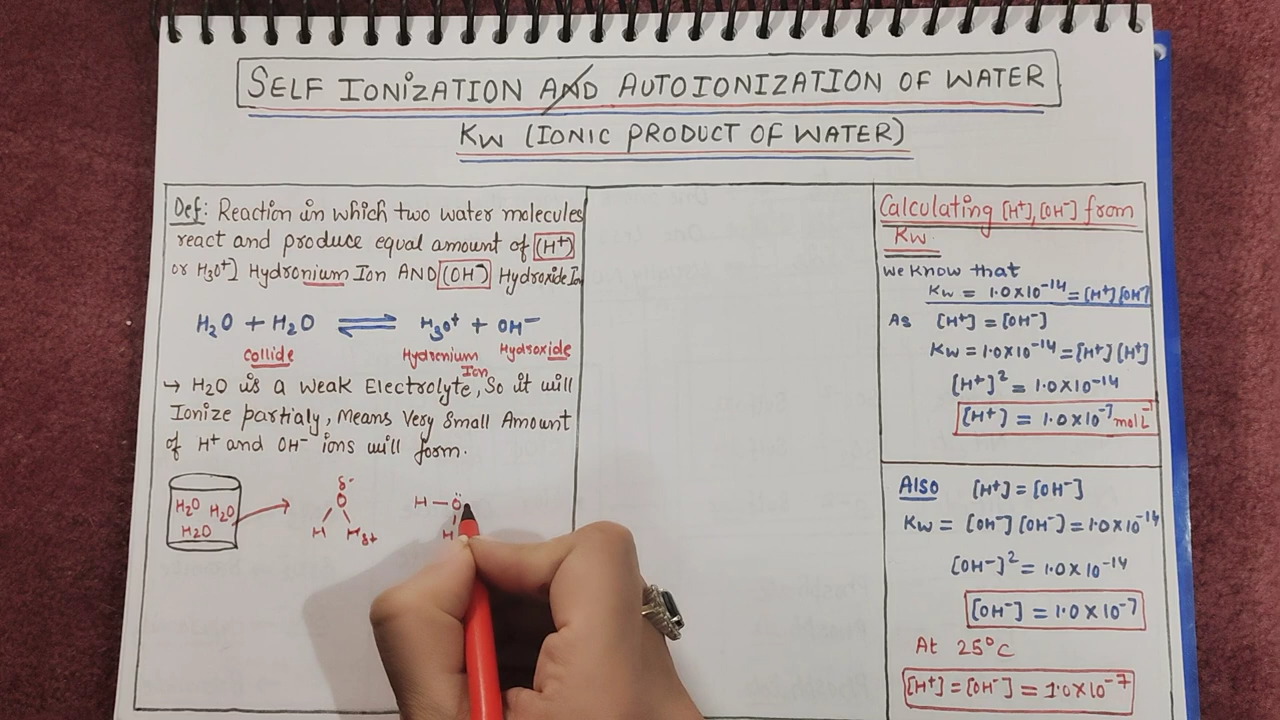 SELF IONIZATION AND AUTOIONIZATION OF WATER
KW (IONIC PRODUCT OF WATER)
Def: Reaction in which two water molecules
react and produce equal amount of (H⁺)
or H₃O⁺] Hydronium Ion AND (OH⁻) Hydroxide Ion
H₂O + H₂O ⇌ H₃O⁺ + OH⁻
collide Hydronium Hydroxide
Ion
→ H₂O is a weak Electrolyte, So it will
Ionize partialy, Means Very Small Amount
of H⁺ and OH⁻ ions will form.
H₂O H₂O
H₂O
δ⁻
O
H H δ⁺
H—Ö
H
Calculating [H⁺], [OH⁻] from
KW.
we know that
Kw = 1.0×10⁻¹⁴ = [H⁺] [OH⁻]
As [H⁺] = [OH⁻]
Kw = 1.0×10⁻¹⁴ = [H⁺] [H⁺]
[H⁺]² = 1.0×10⁻¹⁴
[H⁺] = 1.0×10⁻⁷ mol L⁻¹
Also [H⁺] = [OH⁻]
Kw = [OH⁻] [OH⁻] = 1.0×10⁻¹⁴
[OH⁻]² = 1.0×10⁻¹⁴
[OH⁻] = 1.0×10⁻⁷
At 25°C
[H⁺] = [OH⁻] = 1.0×10⁻⁷